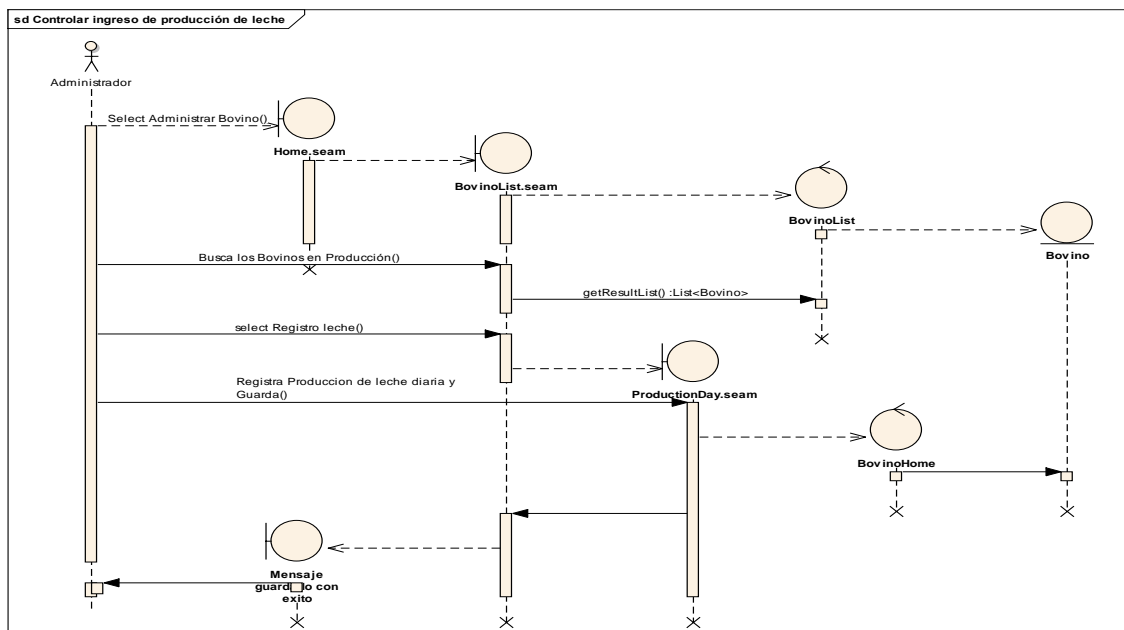 sd Controlar ingreso de producción de leche
Administrador
Select Administrar Bovino()
Home.seam
BovinoList.seam
BovinoList
Bovino
Busca los Bovinos en Producción()
getResultList() :List<Bovino>
select Registro leche()
Registra Produccion de leche diaria y
Guarda()
ProductionDay.seam
BovinoHome
Mensaje
guardado con
exito